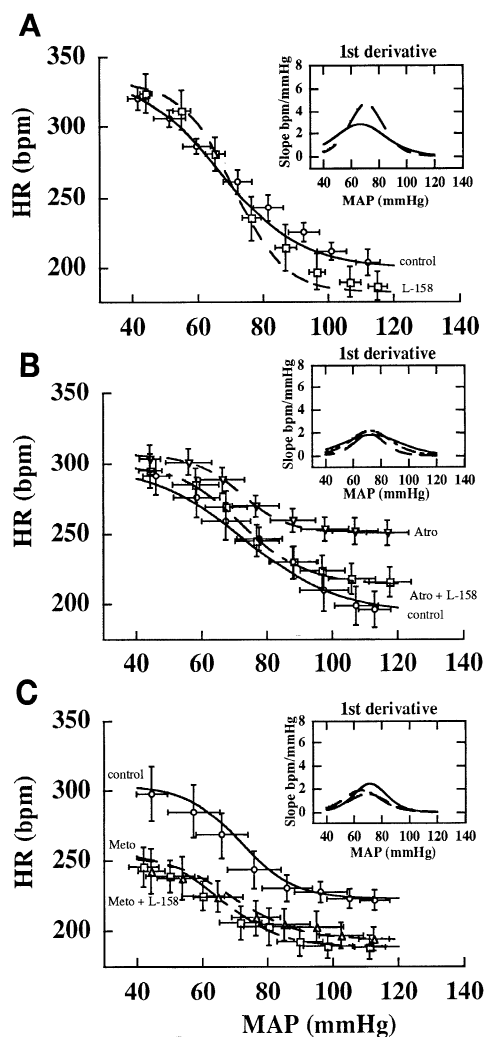 A
1st derivative
Slope bpm/mmHg
8
6
4
2
0
40 60 80 100 120 140
MAP (mmHg)
HR (bpm)
350
300
250
200
control
L-158
40 60 80 100 120 140
B
1st derivative
Slope bpm/mmHg
8
6
4
2
0
40 60 80 100 120 140
MAP (mmHg)
HR (bpm)
350
300
250
200
Atro
Atro + L-158
control
40 60 80 100 120 140
C
1st derivative
Slope bpm/mmHg
8
6
4
2
0
40 60 80 100 120 140
MAP (mmHg)
HR (bpm)
350
300
250
200
control
Meto
Meto + L-158
40 60 80 100 120 140
MAP (mmHg)